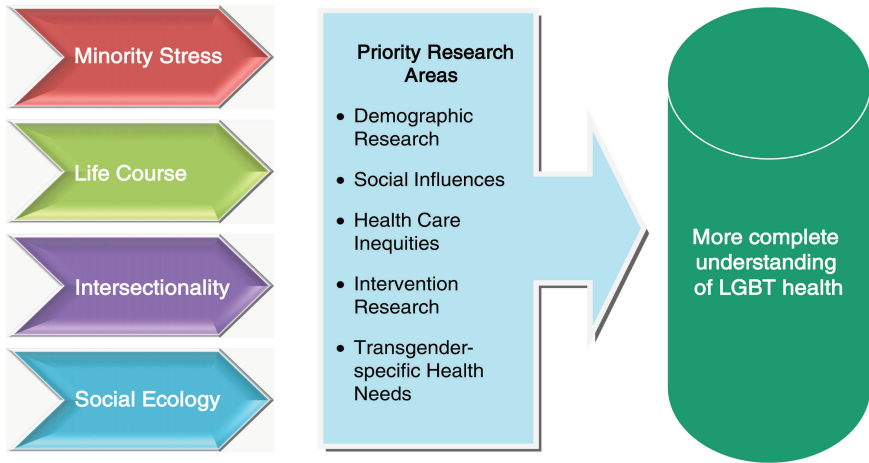 Minority Stress
Life Course
Intersectionality
Social Ecology
Priority Research
Areas
• Demographic
Research
• Social Influences
• Health Care
Inequities
• Intervention
Research
• Transgender-
specific Health
Needs
More complete
understanding
of LGBT health